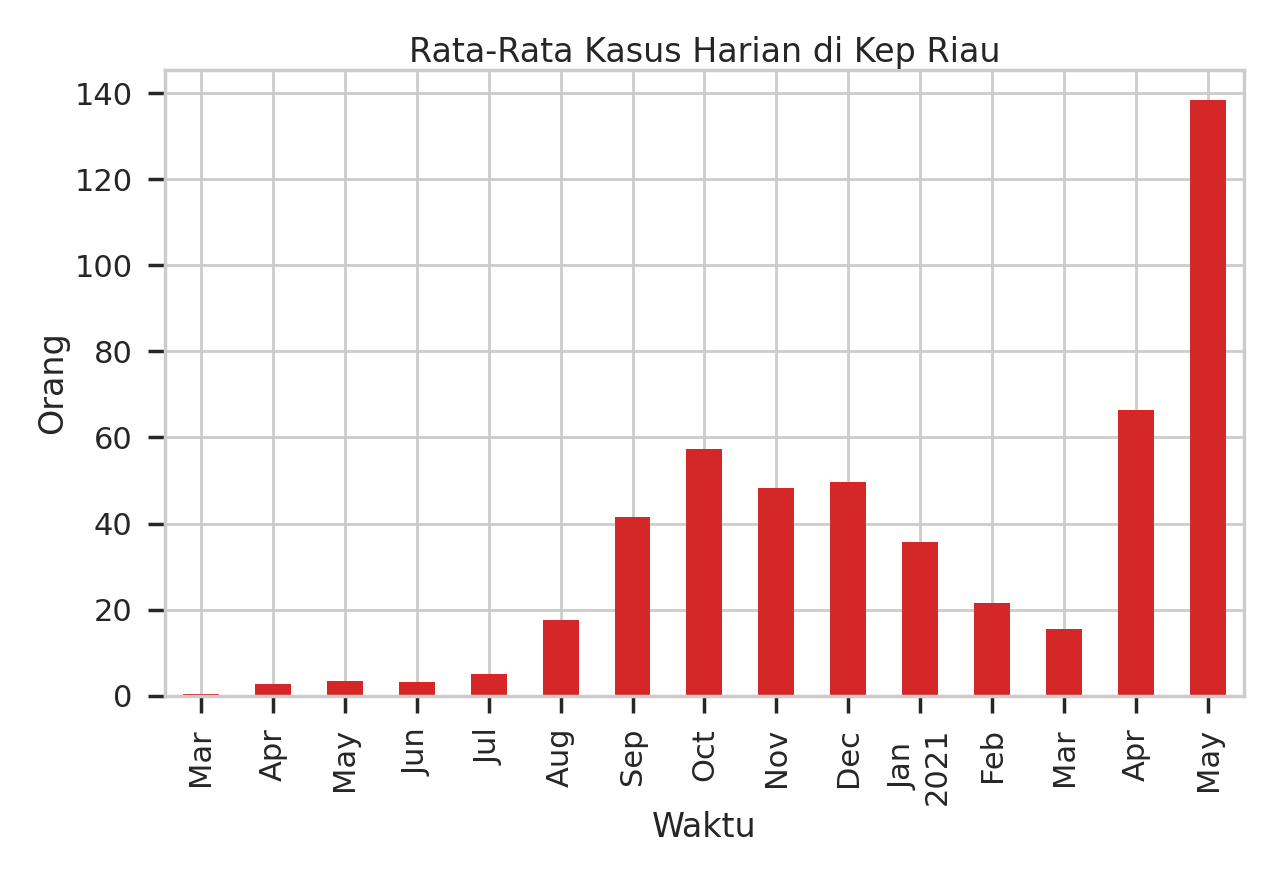 Rata-Rata Kasus Harian di Kep Riau
140
120
100
80
60
40
20
0
Orang
Mar
Apr
May
Jun
Jul
Aug
Sep
Oct
Nov
Dec
Jan
2021
Feb
Mar
Apr
May
Waktu